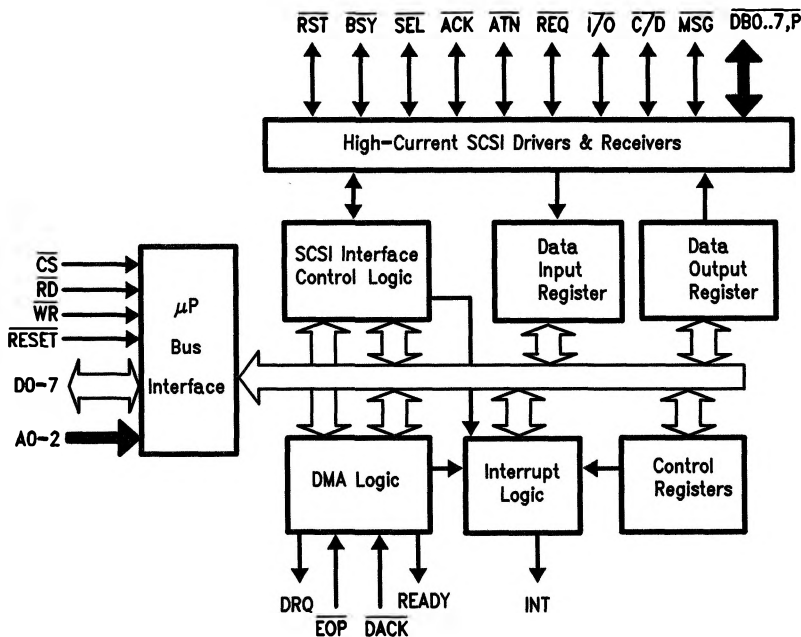 RST BSY SEL ACK ATN REQ I/O C/D MSG DB0..7,P
High-Current SCSI Drivers & Receivers
SCSI Interface
Control Logic
Data
Input
Register
Data
Output
Register
CS
RD
WR
RESET
D0-7
A0-2
μP
Bus
Interface
DMA Logic
Interrupt
Logic
Control
Registers
DRQ
EOP
DACK
READY
INT